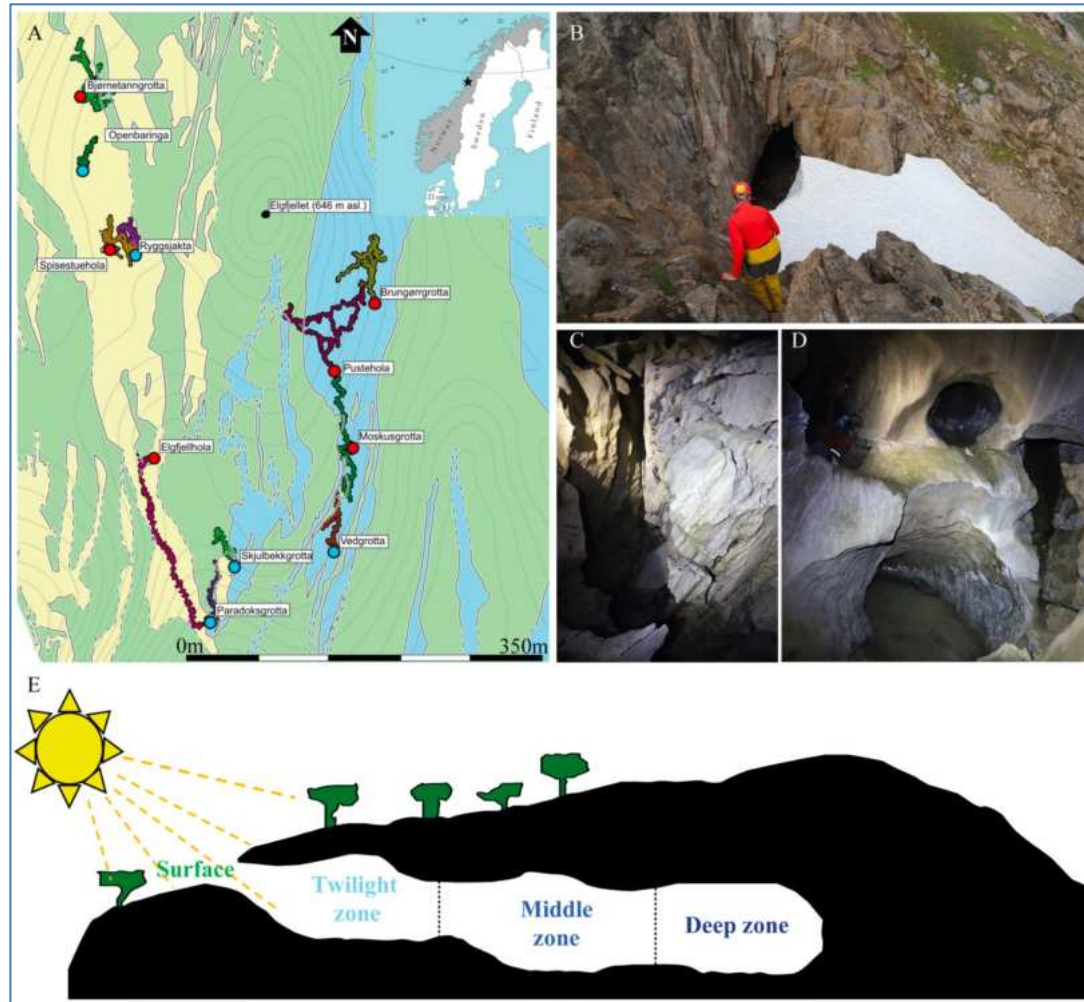 A
N
Bjørnetanngrotta
Openbaringa
Norway
Sweden
Finland
Elgfjellet (646 m asl.)
Ryggsjakta
Spisestuehola
Brungørrgrotta
Pustehola
Elgfjellhola
Moskusgrotta
Vedgrotta
Skjulbekkgrotta
Paradoksgrotta
0m
350m
B
C
D
E
Surface
Twilight
zone
Middle
zone
Deep zone